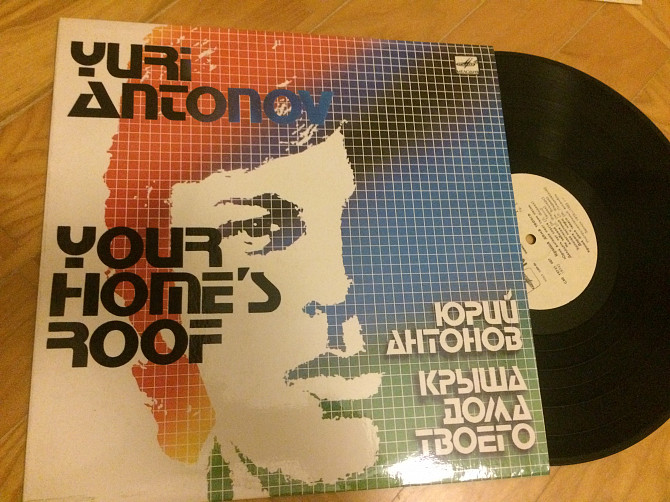 YURI
ANTONOV
YOUR
HOME'S
ROOF
ЮРИЙ
АНТОНОВ
КРЫША
ДОМА
ТВОЕГО